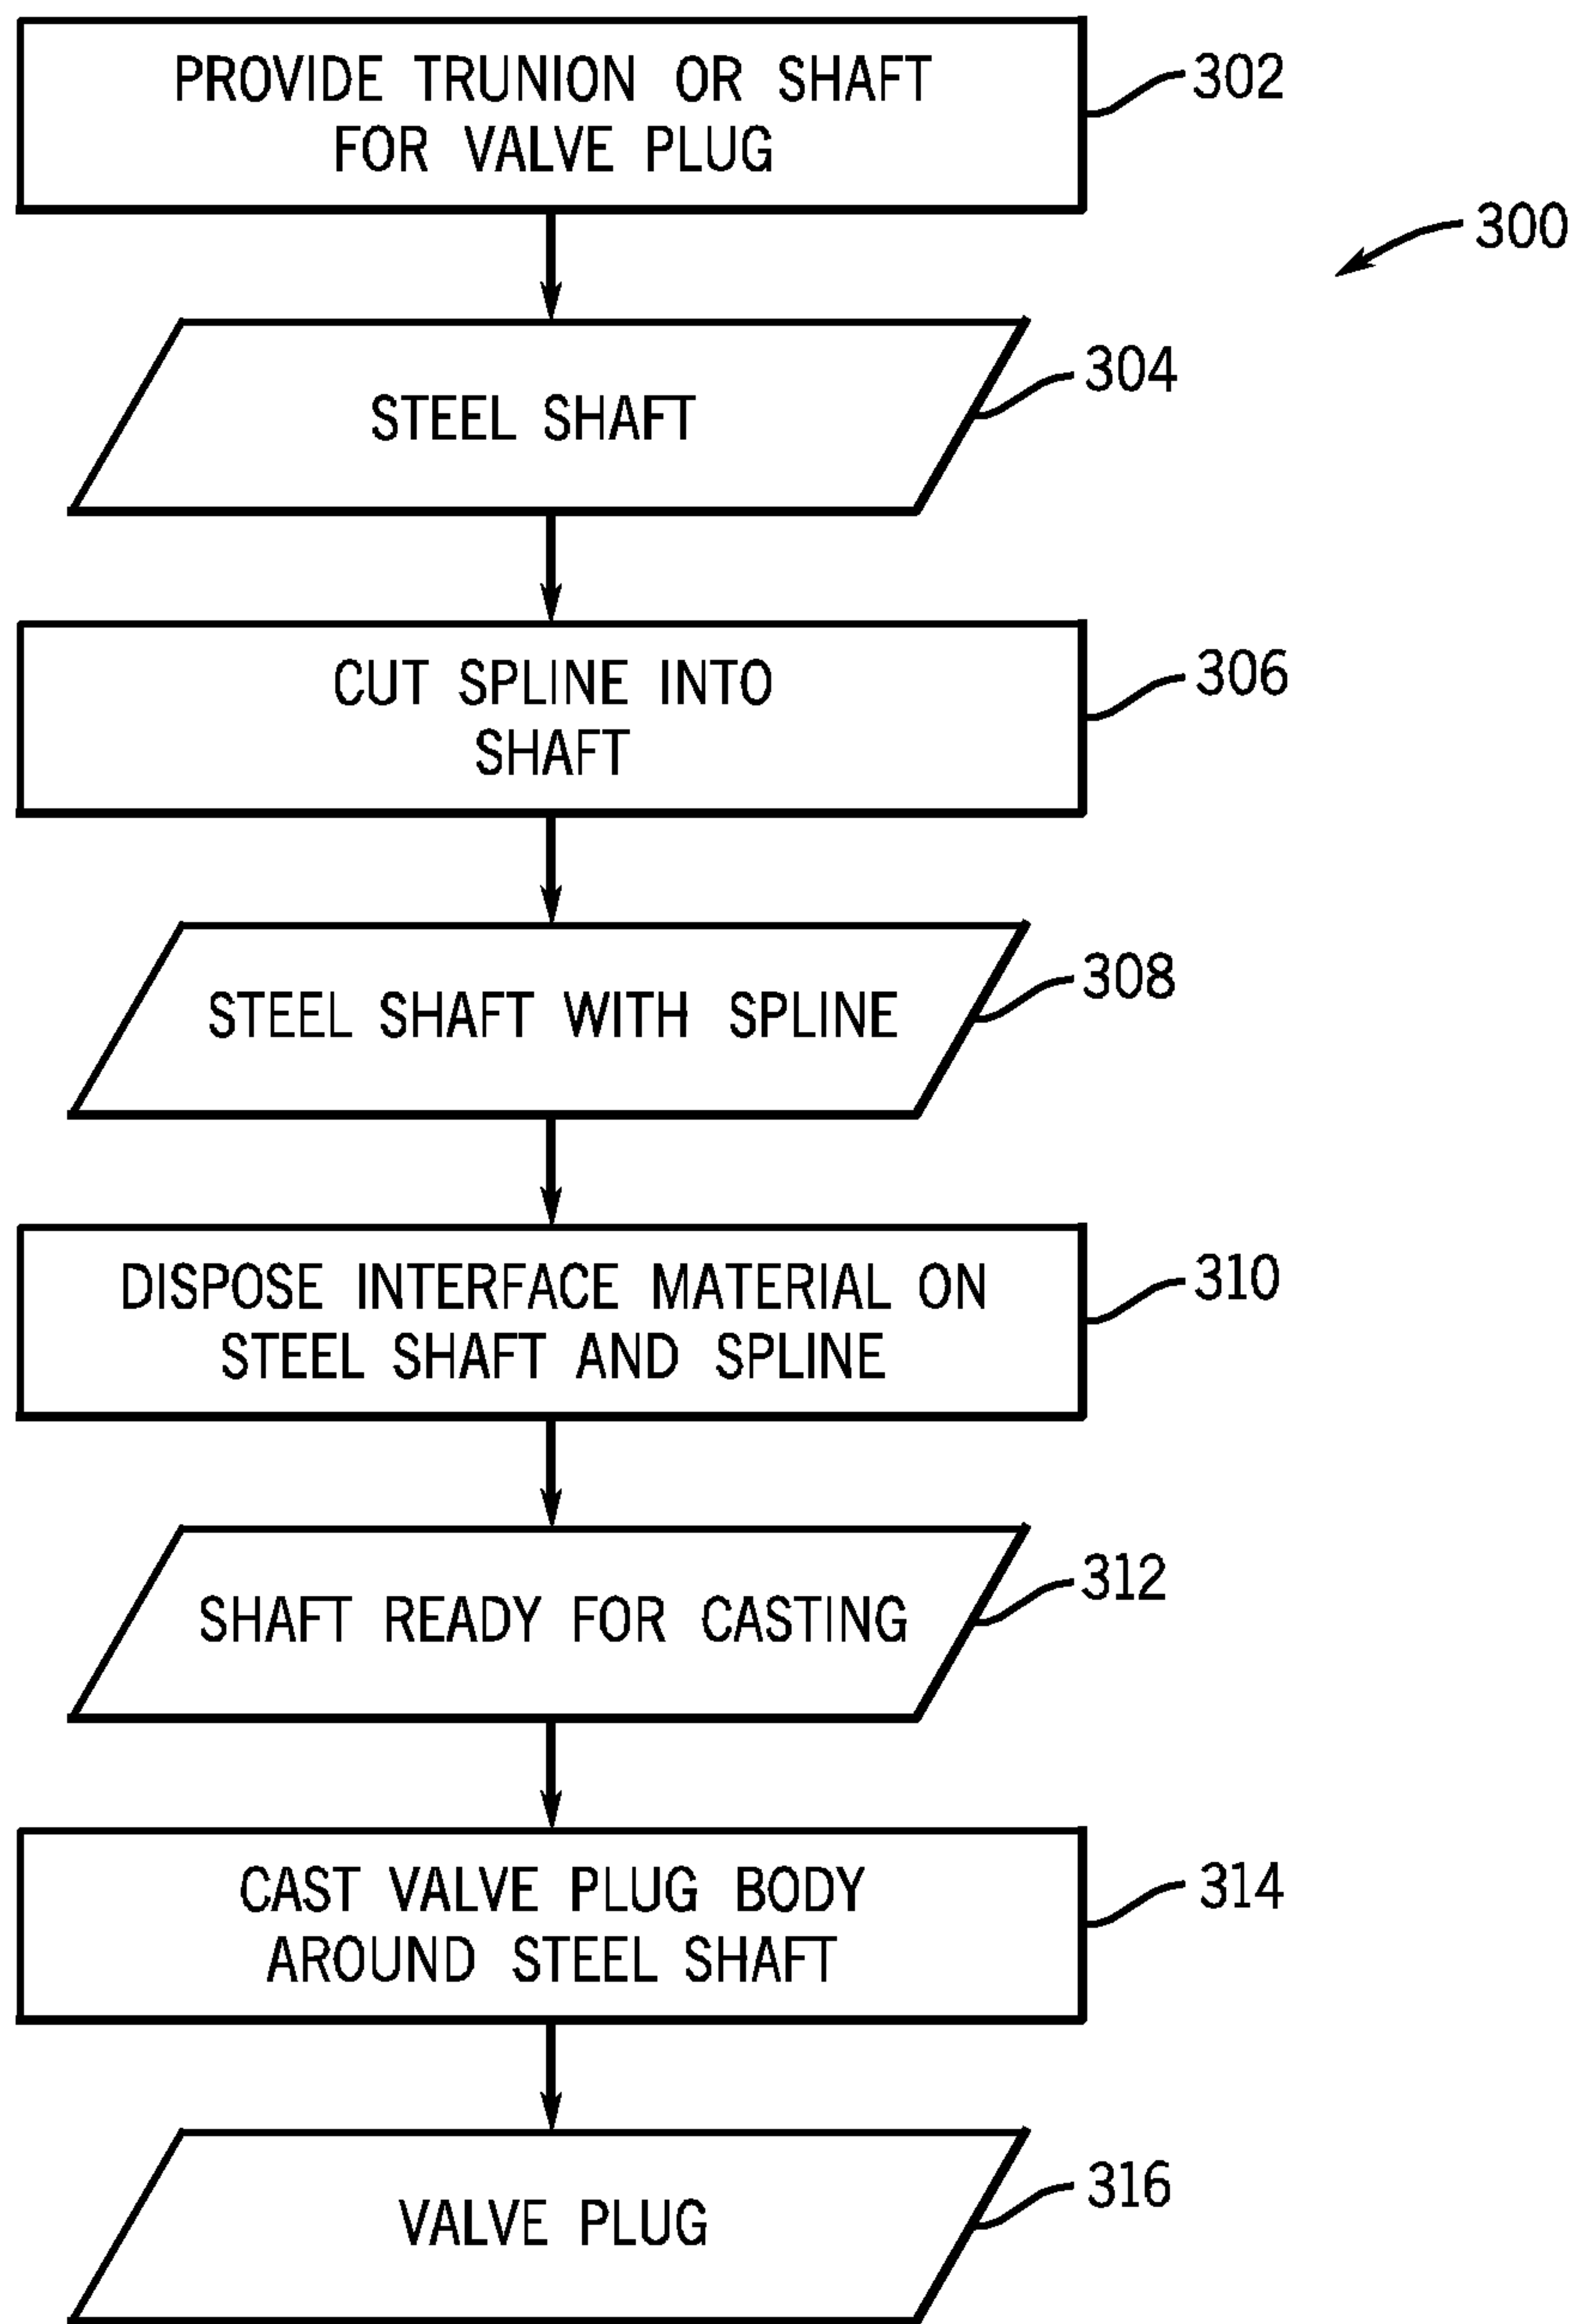 PROVIDE TRUNION OR SHAFT
FOR VALVE PLUG
302
300
STEEL SHAFT
304
CUT SPLINE INTO
SHAFT
306
STEEL SHAFT WITH SPLINE
308
DISPOSE INTERFACE MATERIAL ON
STEEL SHAFT AND SPLINE
310
SHAFT READY FOR CASTING
312
CAST VALVE PLUG BODY
AROUND STEEL SHAFT
314
VALVE PLUG
316